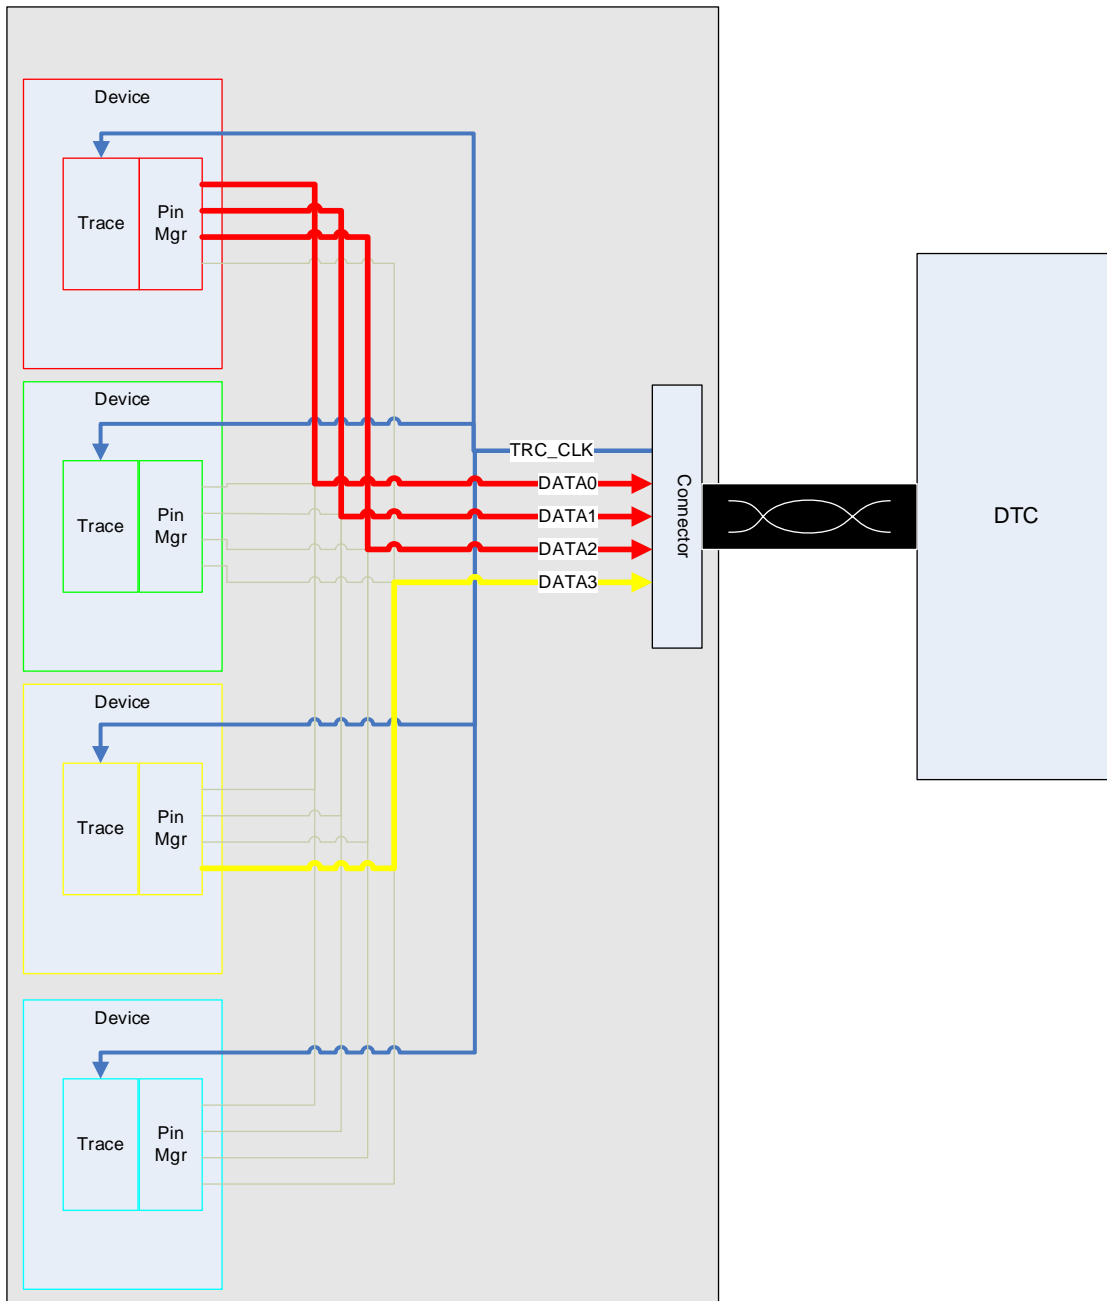 Device
Trace
Pin
Mgr
Device
Trace
Pin
Mgr
TRC_CLK
DATA0
DATA1
DATA2
DATA3
Connector
DTC
Device
Trace
Pin
Mgr
Device
Trace
Pin
Mgr